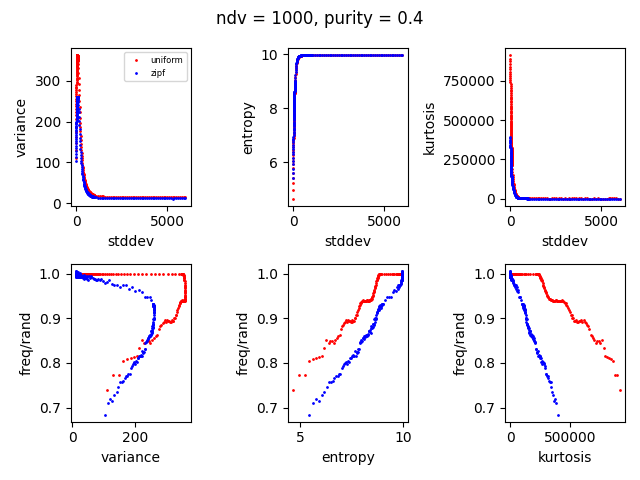 ndv = 1000, purity = 0.4
uniform
zipf
variance
300
200
100
0
0 5000
stddev
entropy
10
8
6
0 5000
stddev
kurtosis
750000
500000
250000
0
0 5000
stddev
freq/rand
1.0
0.9
0.8
0.7
0 200
variance
freq/rand
1.0
0.9
0.8
0.7
5 10
entropy
freq/rand
1.0
0.9
0.8
0.7
0 500000
kurtosis